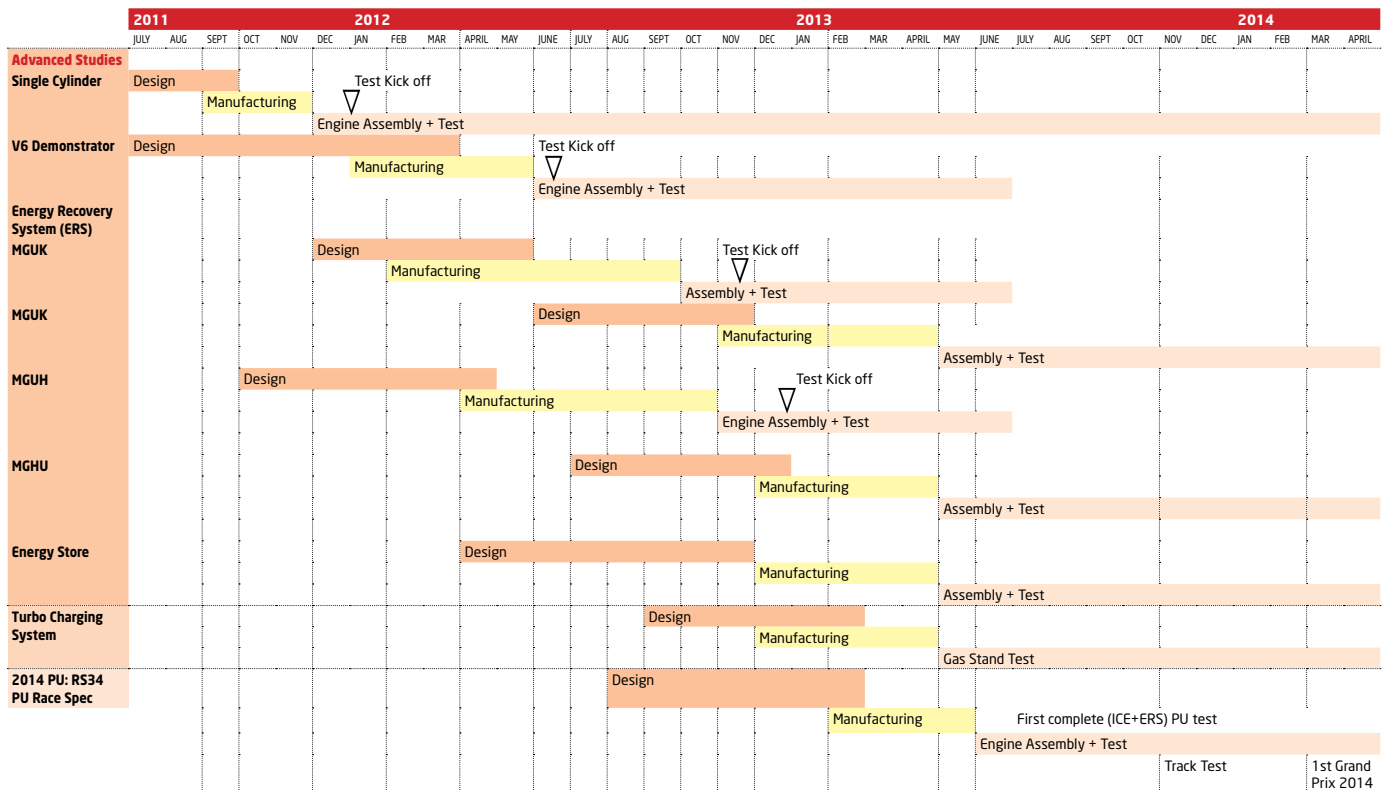 2011 2012 2013 2014
JULY AUG SEPT OCT NOV DEC JAN FEB MAR APRIL MAY JUNE JULY AUG SEPT OCT NOV DEC JAN FEB MAR APRIL MAY JUNE JULY AUG SEPT OCT NOV DEC JAN FEB MAR APRIL
Advanced Studies
Single Cylinder Design Test Kick off
Manufacturing
Engine Assembly + Test
V6 Demonstrator Design Test Kick off
Manufacturing
Engine Assembly + Test
Energy Recovery
System (ERS)
MGUK Design Test Kick off
Manufacturing
Assembly + Test
MGUK Design
Manufacturing
Assembly + Test
MGUH Design Test Kick off
Manufacturing
Engine Assembly + Test
MGHU Design
Manufacturing
Assembly + Test
Energy Store Design
Manufacturing
Assembly + Test
Turbo Charging Design
System Manufacturing
Gas Stand Test
2014 PU: RS34 Design
PU Race Spec
Manufacturing First complete (ICE+ERS) PU test
Engine Assembly + Test
Track Test 1st Grand
Prix 2014